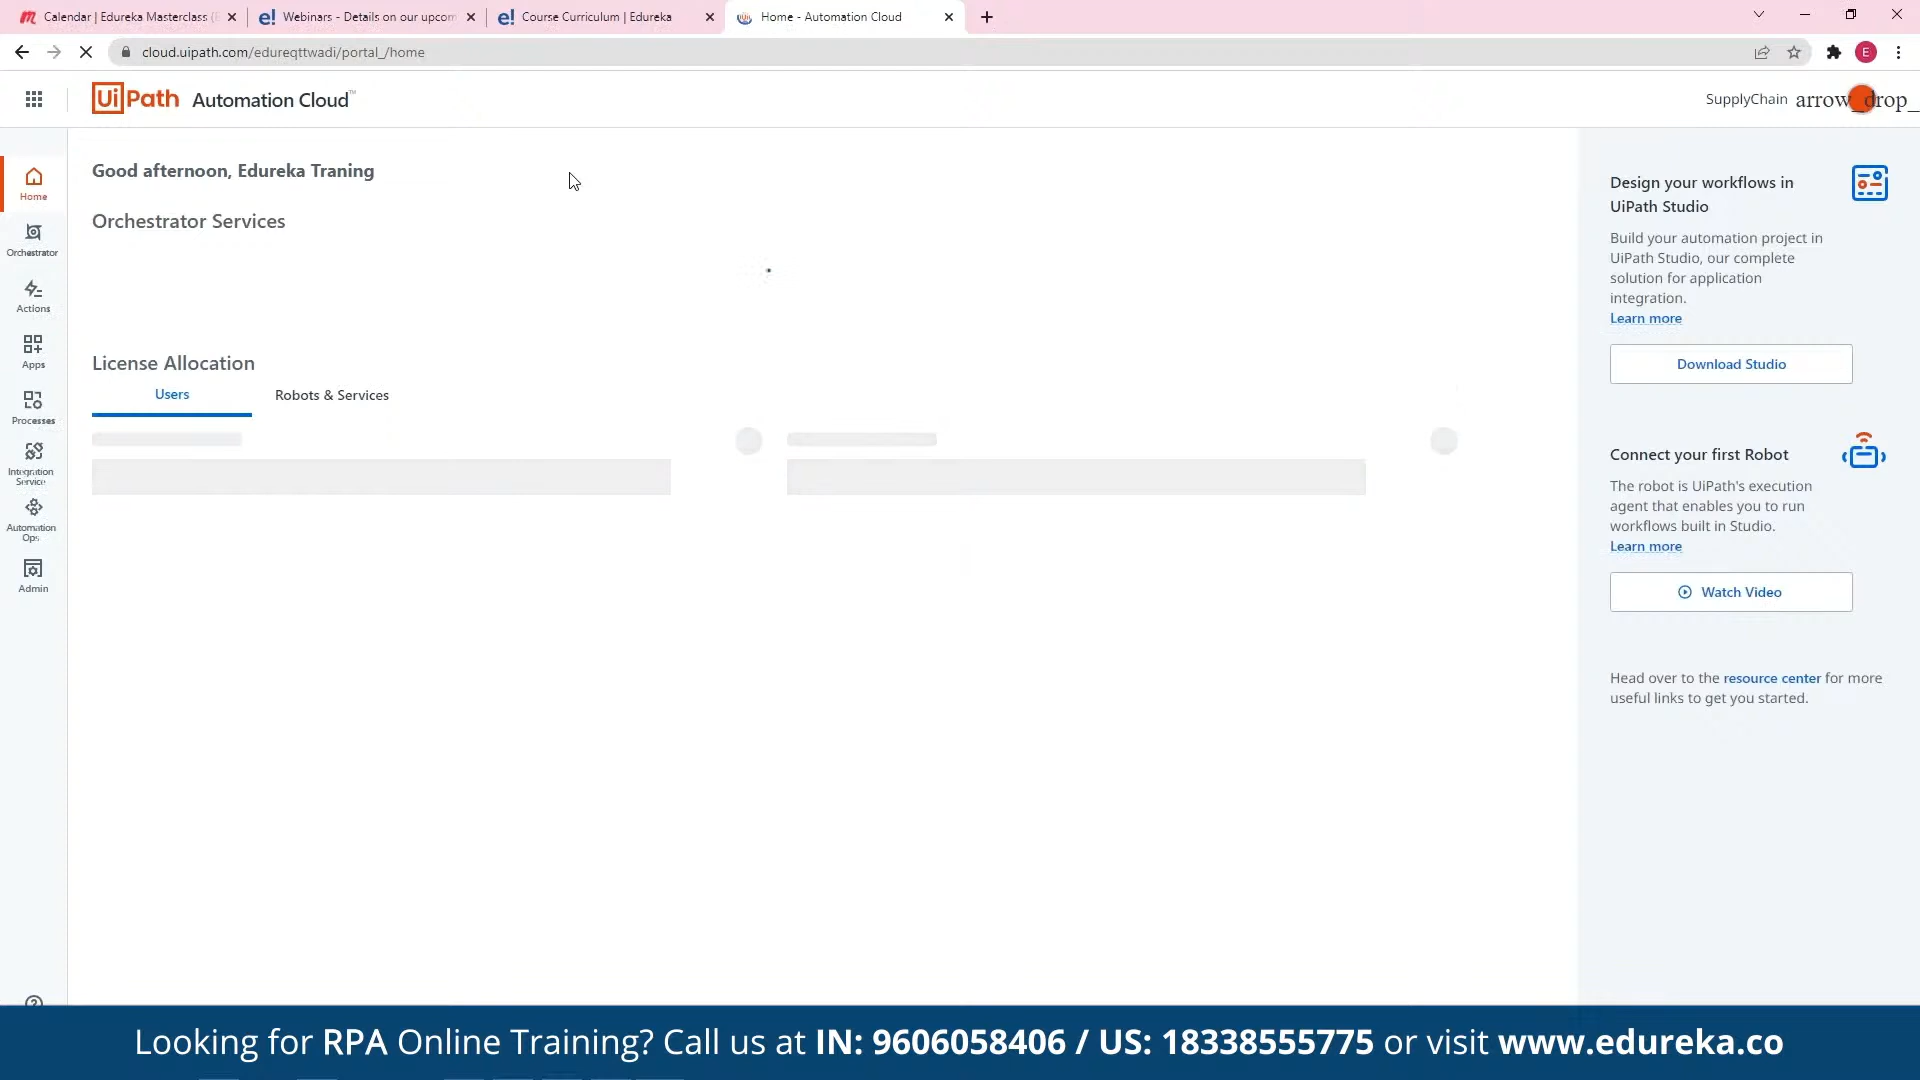 Calendar | Edureka Masterclass
Webinars - Details on our upcom
Course Curriculum | Edureka
Home - Automation Cloud
cloud.uipath.com/edureqttwadi/portal_/home
E
UiPath Automation Cloud™
SupplyChain arrow_drop_
Home
Orchestrator
Actions
Apps
Processes
Integration
Service
Automation
Ops
Admin
Good afternoon, Edureka Traning
Orchestrator Services
License Allocation
Users
Robots & Services
Design your workflows in
UiPath Studio
Build your automation project in
UiPath Studio, our complete
solution for application
integration.
Learn more
Download Studio
Connect your first Robot
The robot is UiPath's execution
agent that enables you to run
workflows built in Studio.
Learn more
Watch Video
Head over to the resource center for more
useful links to get you started.
Looking for RPA Online Training? Call us at IN: 9606058406 / US: 18338555775 or visit www.edureka.co